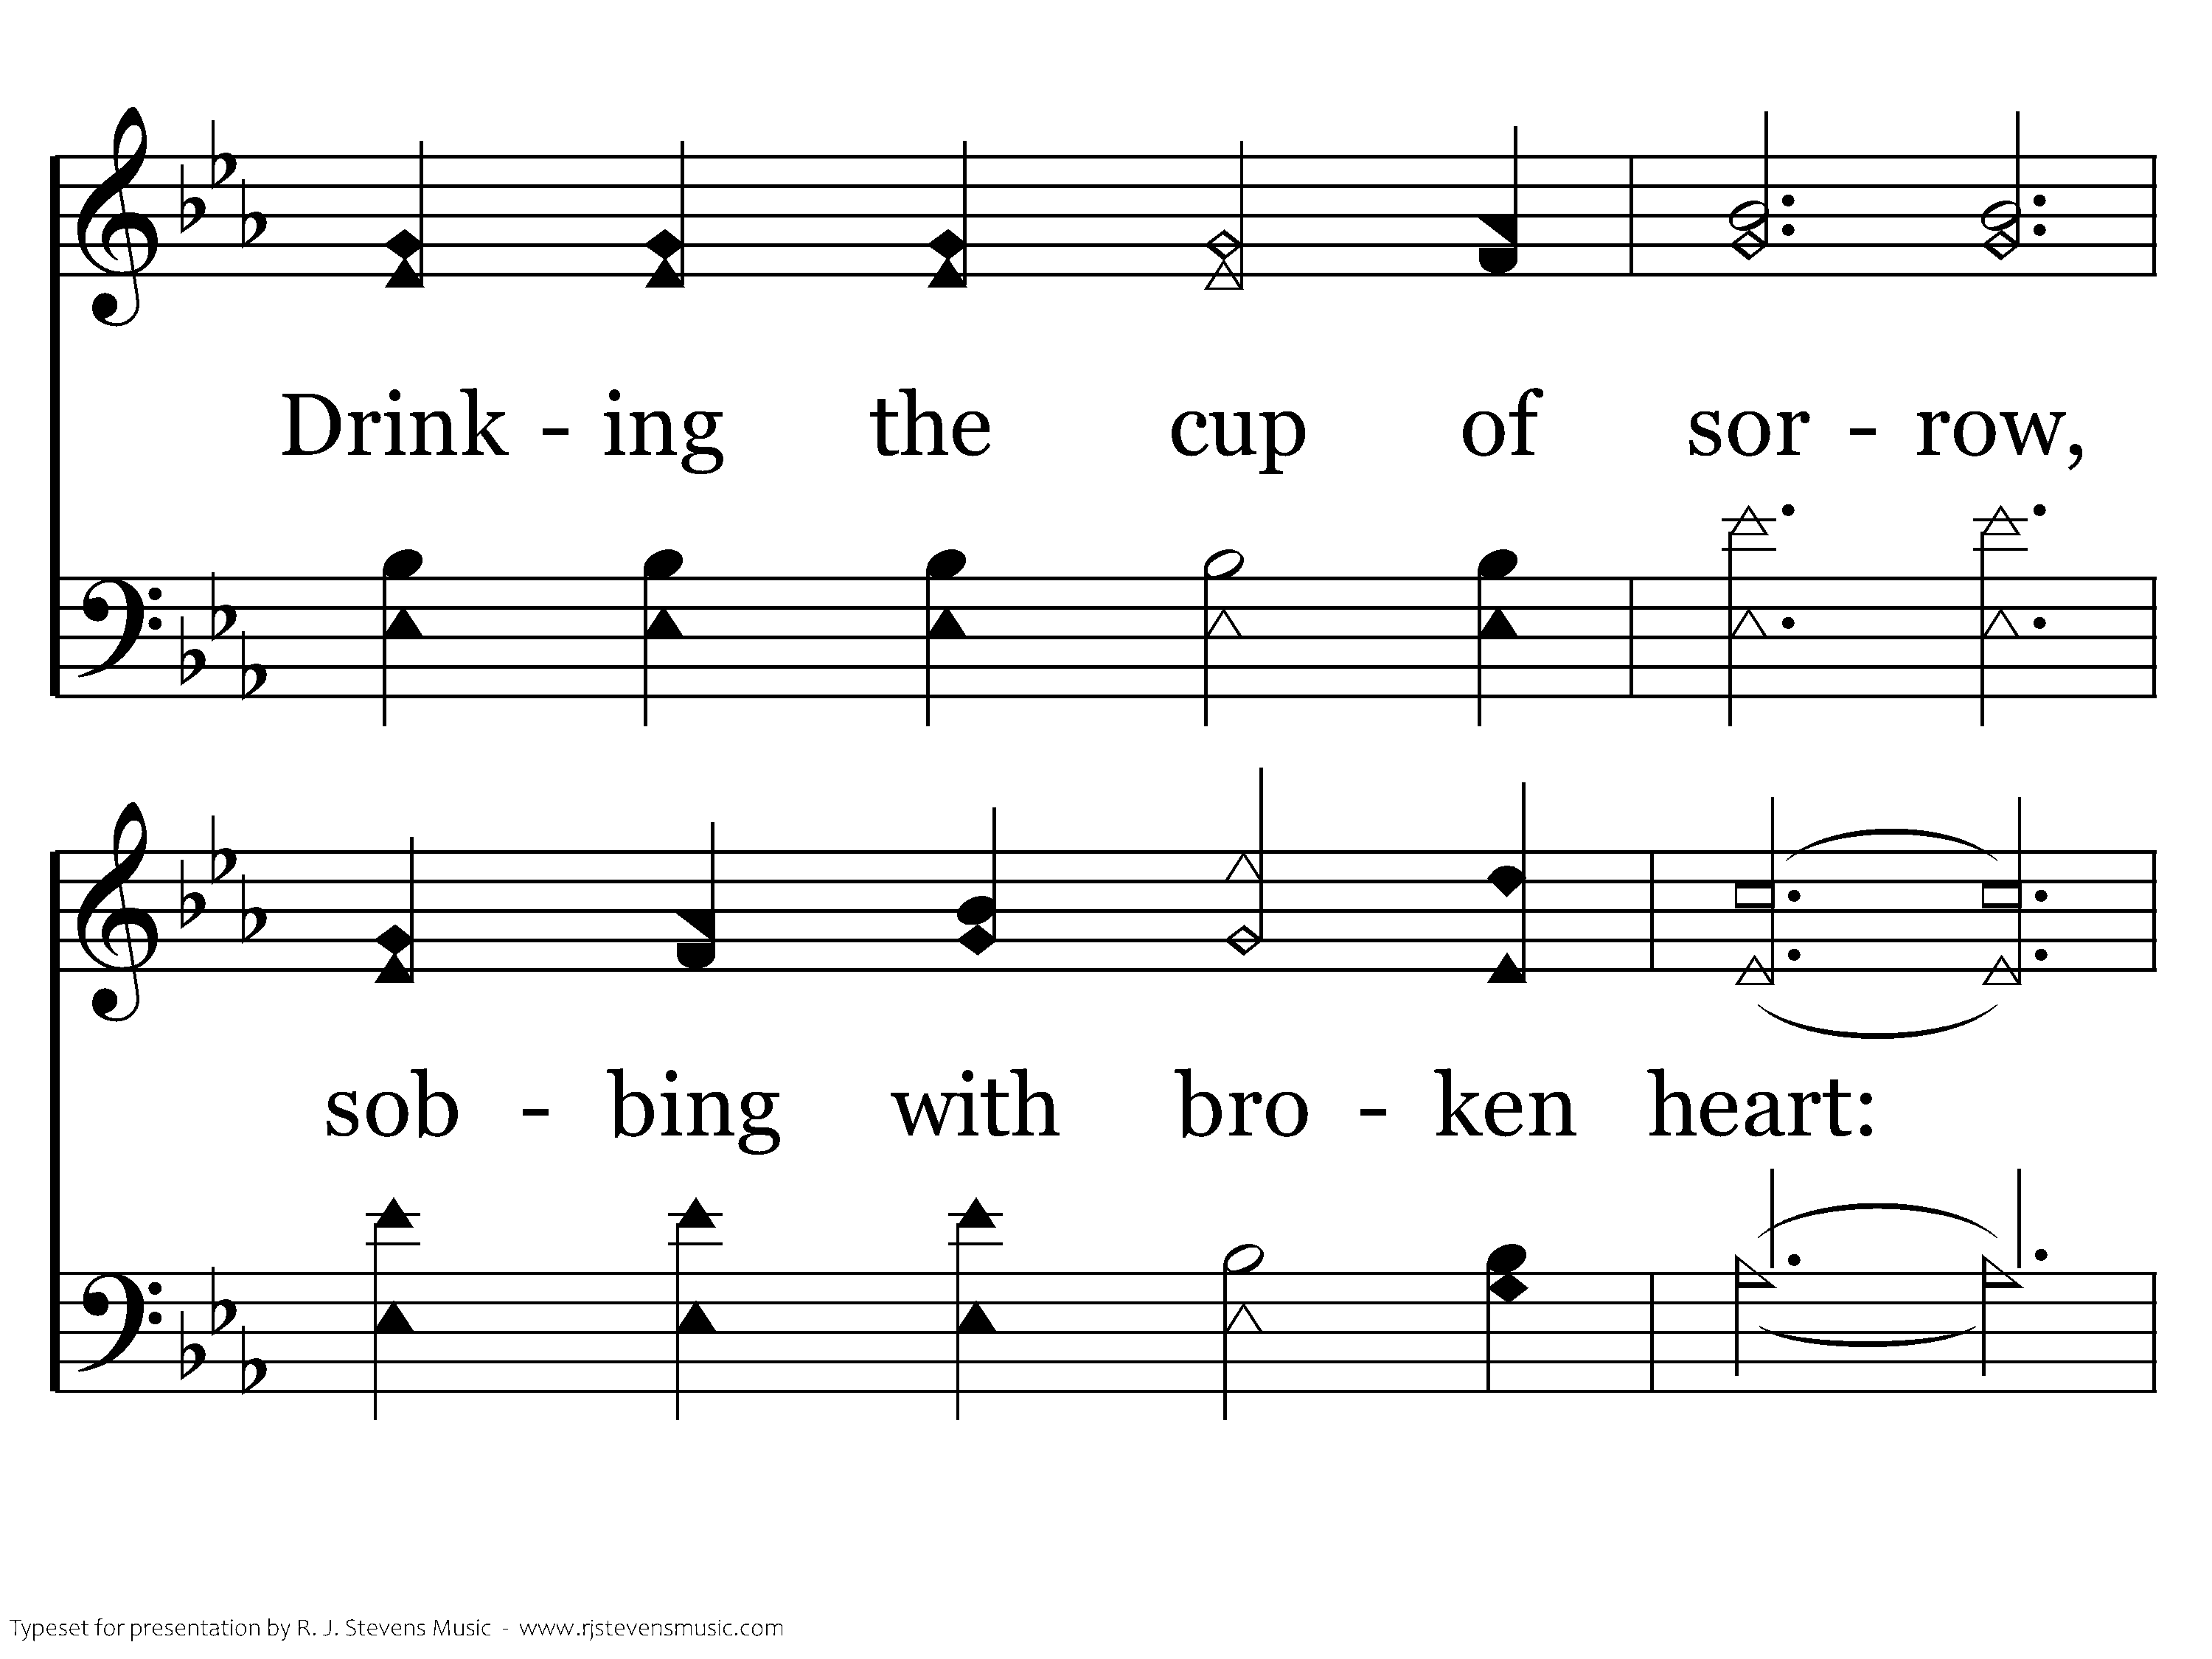 Drink - ing the cup of sor - row,
sob - bing with bro - ken heart:
Typeset for presentation by R. J. Stevens Music - www.rjstevensmusic.com